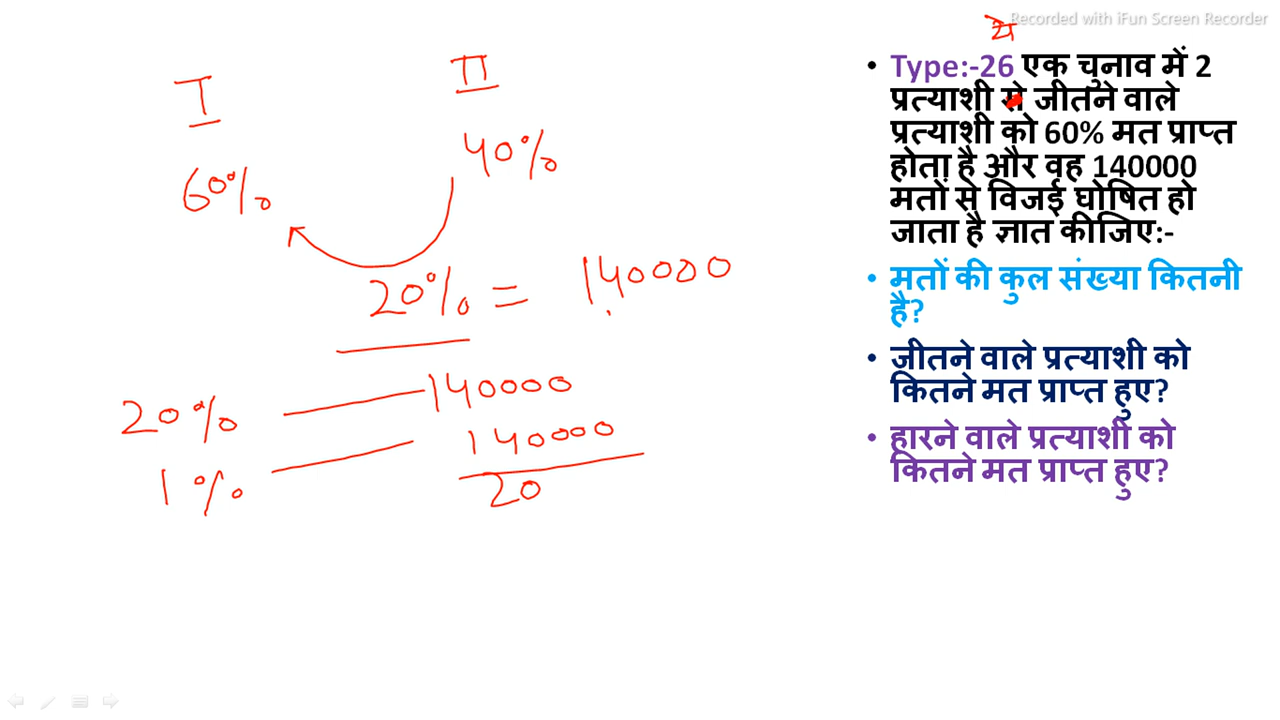 Recorded with iFun Screen Recorder
थे
Type:-26 एक चुनाव में 2
प्रत्याशी से जीतने वाले
प्रत्याशी को 60% मत प्राप्त
होता है और वह 140000
मतों से विजई घोषित हो
जाता है ज्ञात कीजिए:-
मतों की कुल संख्या कितनी
है?
जीतने वाले प्रत्याशी को
कितने मत प्राप्त हुए?
हारने वाले प्रत्याशी को
कितने मत प्राप्त हुए?
I II
60% 40%
20% = 140000
20% 140000
1% 140000
20